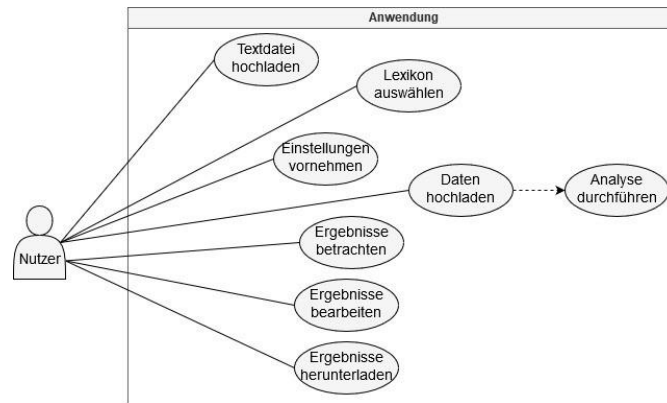 Anwendung
Textdatei
hochladen
Lexikon
auswählen
Einstellungen
vornehmen
Daten
hochladen
Analyse
durchführen
Nutzer
Ergebnisse
betrachten
Ergebnisse
bearbeiten
Ergebnisse
herunterladen